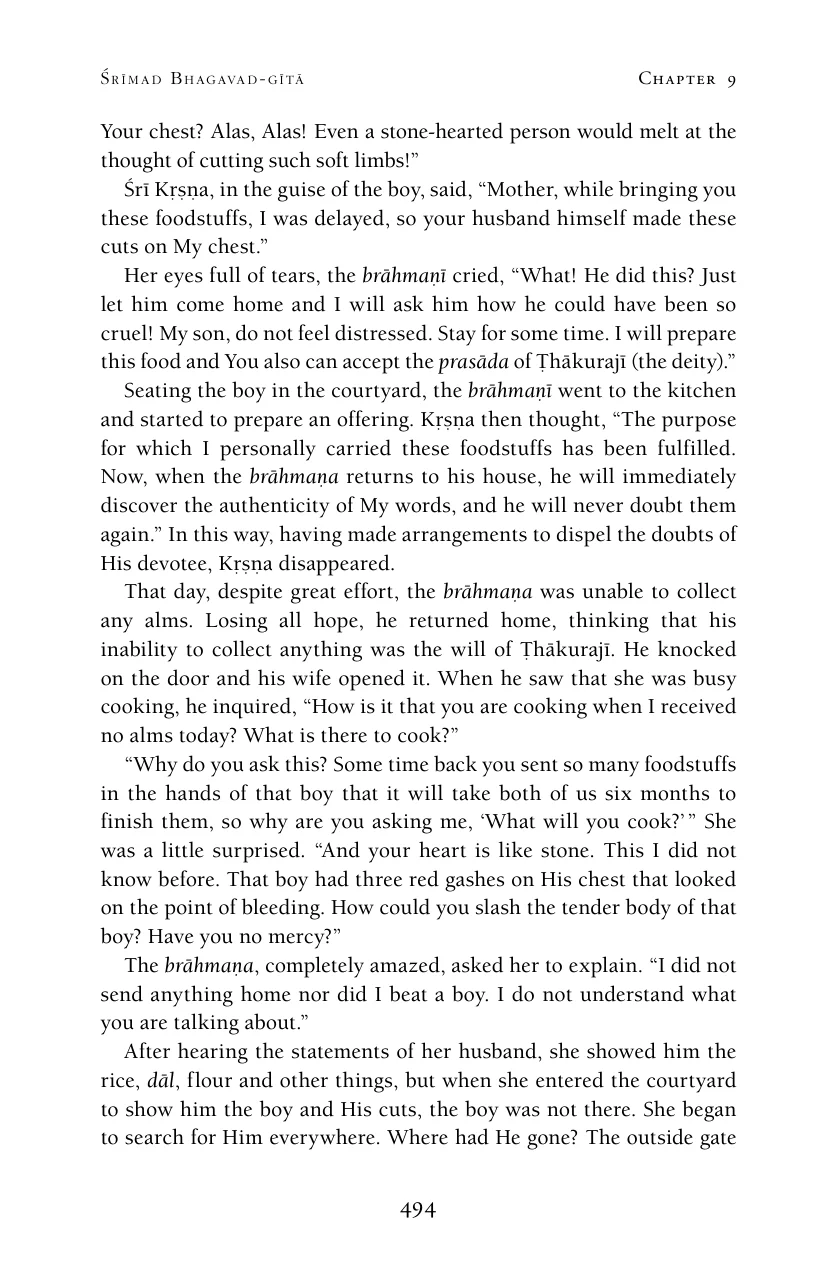 Śrīmad Bhagavad-gītā Chapter 9
Your chest? Alas, Alas! Even a stone-hearted person would melt at the
thought of cutting such soft limbs!”
Śrī Kṛṣṇa, in the guise of the boy, said, “Mother, while bringing you
these foodstuffs, I was delayed, so your husband himself made these
cuts on My chest.”
Her eyes full of tears, the brāhmaṇī cried, “What! He did this? Just
let him come home and I will ask him how he could have been so
cruel! My son, do not feel distressed. Stay for some time. I will prepare
this food and You also can accept the prasāda of Ṭhākurajī (the deity).”
Seating the boy in the courtyard, the brāhmaṇī went to the kitchen
and started to prepare an offering. Kṛṣṇa then thought, “The purpose
for which I personally carried these foodstuffs has been fulfilled.
Now, when the brāhmaṇa returns to his house, he will immediately
discover the authenticity of My words, and he will never doubt them
again.” In this way, having made arrangements to dispel the doubts of
His devotee, Kṛṣṇa disappeared.
That day, despite great effort, the brāhmaṇa was unable to collect
any alms. Losing all hope, he returned home, thinking that his
inability to collect anything was the will of Ṭhākurajī. He knocked
on the door and his wife opened it. When he saw that she was busy
cooking, he inquired, “How is it that you are cooking when I received
no alms today? What is there to cook?”
“Why do you ask this? Some time back you sent so many foodstuffs
in the hands of that boy that it will take both of us six months to
finish them, so why are you asking me, ‘What will you cook?’ ” She
was a little surprised. “And your heart is like stone. This I did not
know before. That boy had three red gashes on His chest that looked
on the point of bleeding. How could you slash the tender body of that
boy? Have you no mercy?”
The brāhmaṇa, completely amazed, asked her to explain. “I did not
send anything home nor did I beat a boy. I do not understand what
you are talking about.”
After hearing the statements of her husband, she showed him the
rice, dāl, flour and other things, but when she entered the courtyard
to show him the boy and His cuts, the boy was not there. She began
to search for Him everywhere. Where had He gone? The outside gate
494